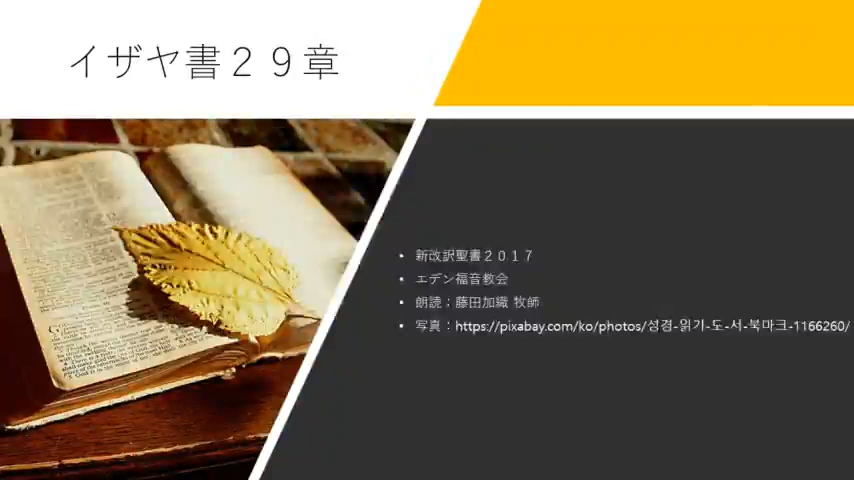 イザヤ書２９章
• 新改訳聖書２０１７
• エデン福音教会
• 朗読：藤田加織 牧師
• 写真：https://pixabay.com/ko/photos/성경-읽기-도-서-북마크-1166260/